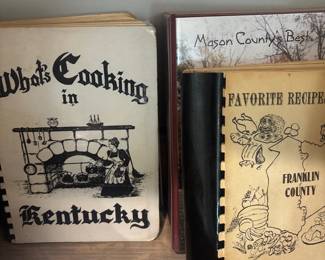 What's Cooking
in
Kentucky
Mason County's Best
FAVORITE RECIPES
FRANKLIN
COUNTY